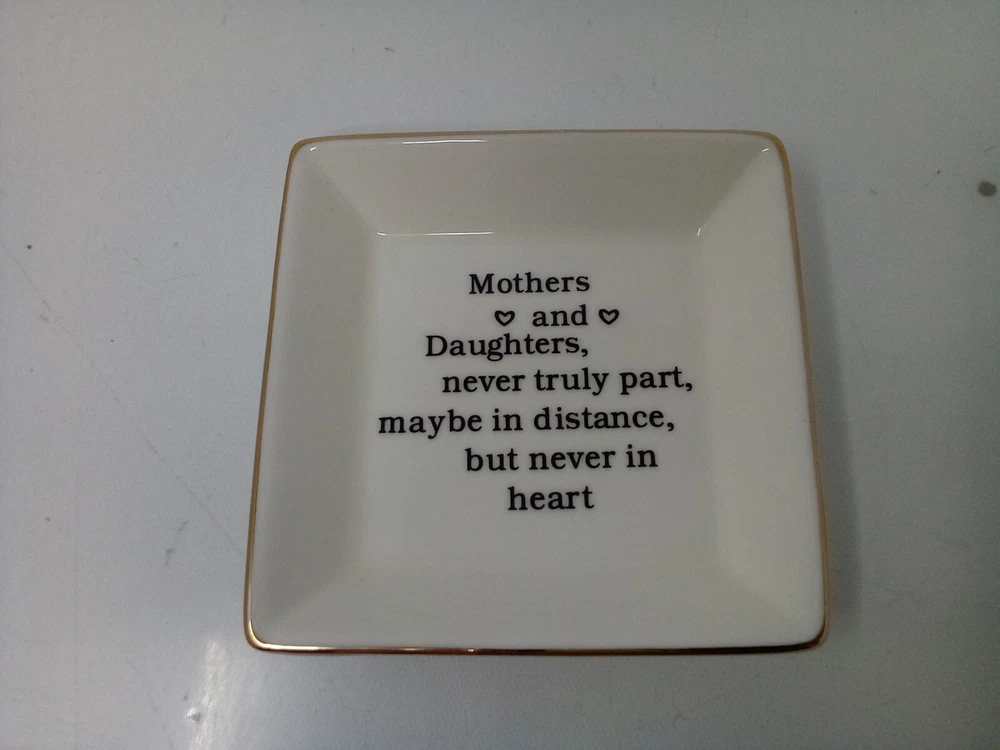 Mothers
♡ and ♡
Daughters,
never truly part,
maybe in distance,
but never in
heart